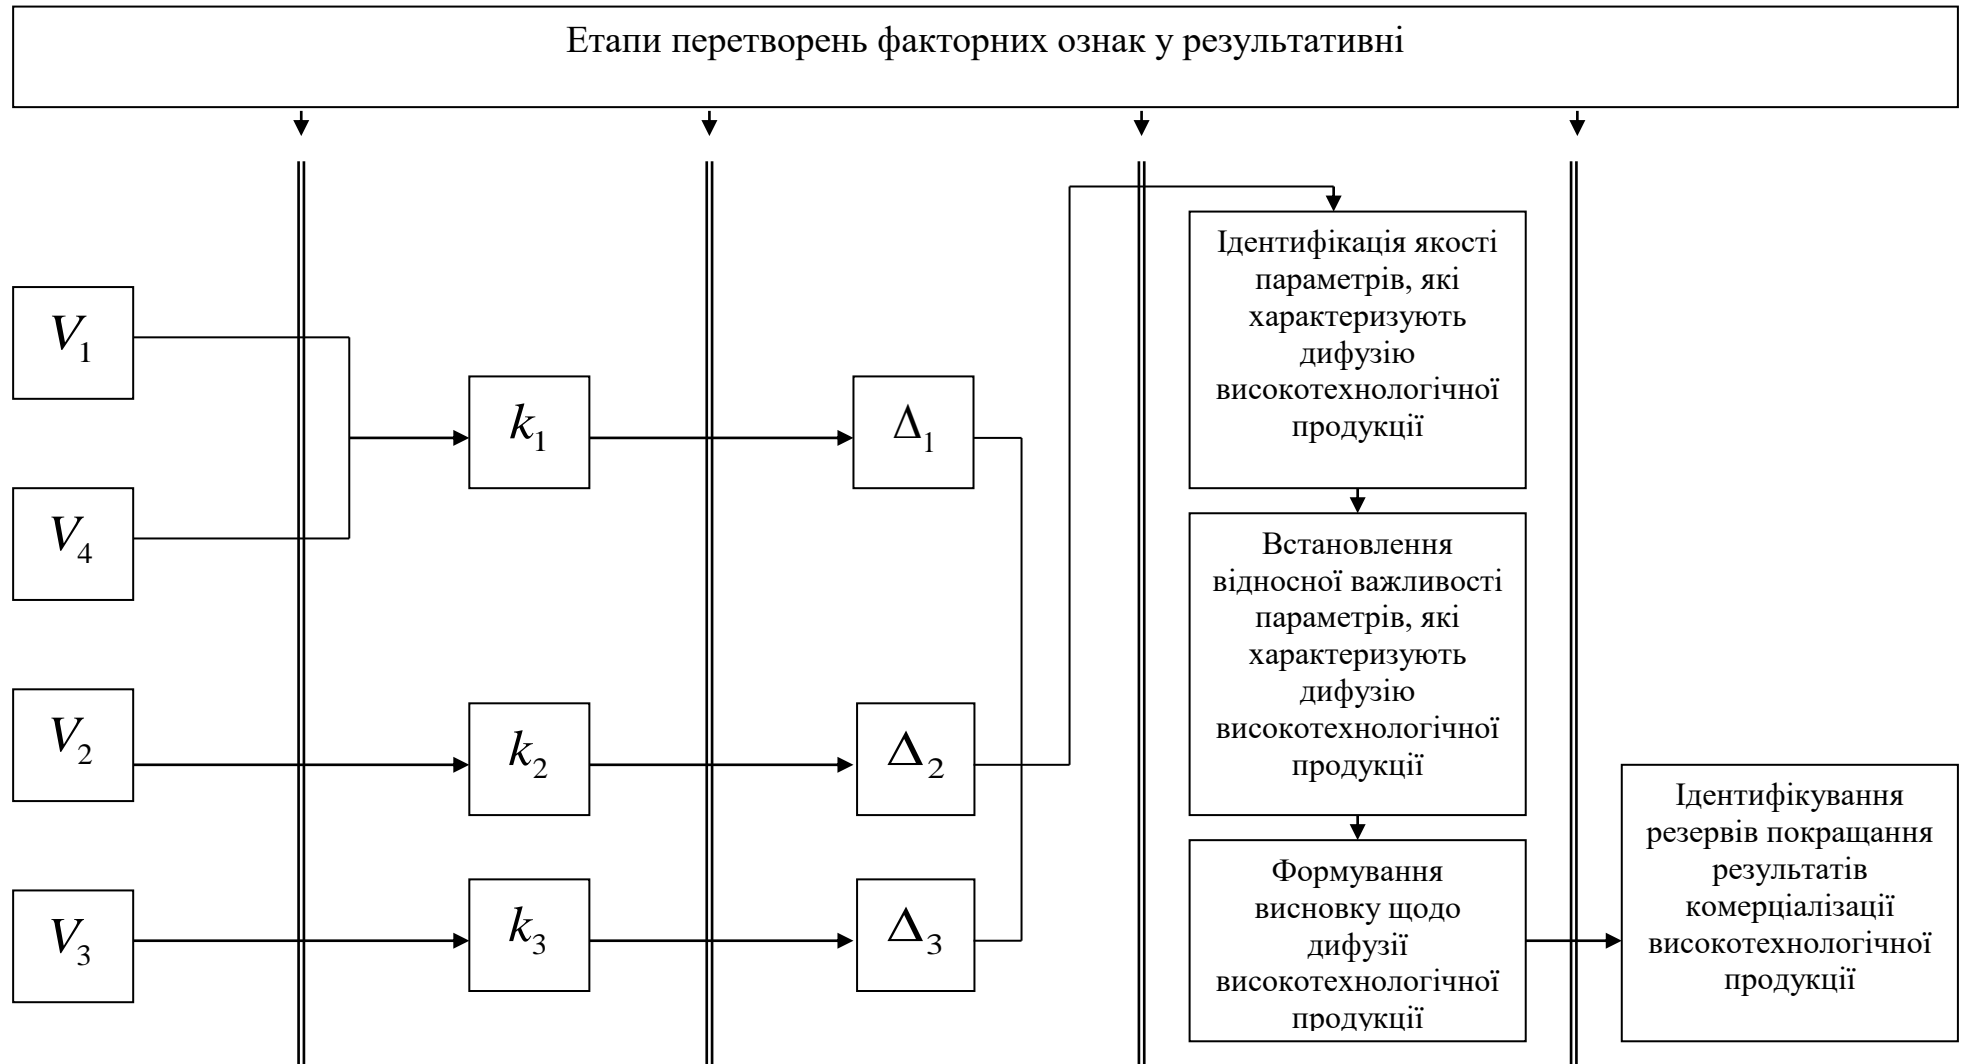 Етапи перетворень факторних ознак у результативні
V1
V4
V2
V3
k1
k2
k3
Δ1
Δ2
Δ3
Ідентифікація якості
параметрів, які
характеризують
дифузію
високотехнологічної
продукції
Встановлення
відносної важливості
параметрів, які
характеризують
дифузію
високотехнологічної
продукції
Формування
висновку щодо
дифузії
високотехнологічної
продукції
Ідентифікування
резервів покращання
результатів
комерціалізації
високотехнологічної
продукції